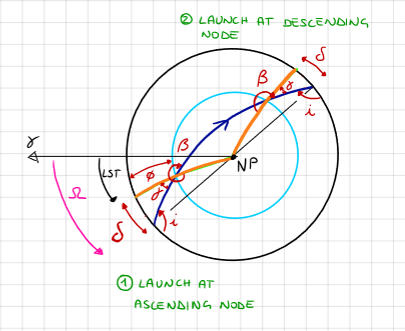 ② LAUNCH AT DESCENDING
NODE
δ
β
γ
i
γ
β
NP
LST
φ
Ω
γ
δ
i
① LAUNCH AT
ASCENDING NODE